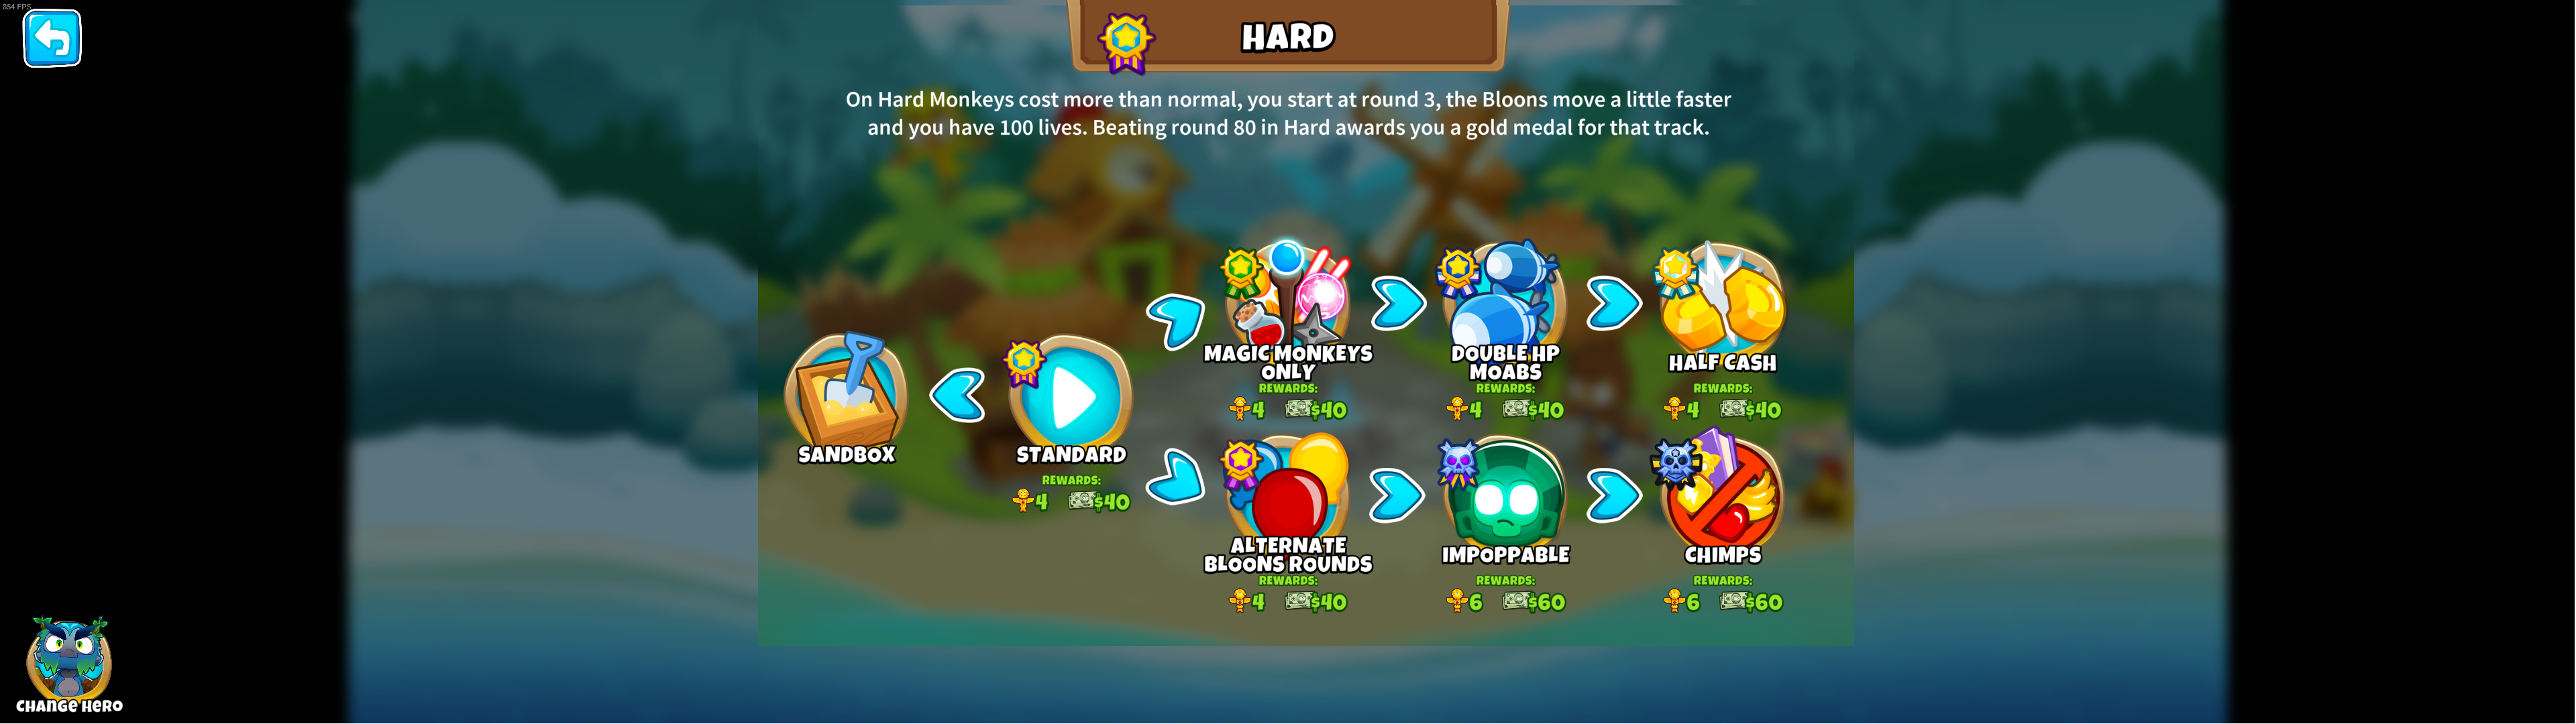 854 FPS
HARD
On Hard Monkeys cost more than normal, you start at round 3, the Bloons move a little faster
and you have 100 lives. Beating round 80 in Hard awards you a gold medal for that track.
SANDBOX
STANDARD
REWARDS:
4 $40
MAGIC MONKEYS
ONLY
REWARDS:
4 $40
DOUBLE HP
MOABS
REWARDS:
4 $40
HALF CASH
REWARDS:
4 $40
ALTERNATE
BLOONS ROUNDS
REWARDS:
4 $40
IMPOPPABLE
REWARDS:
6 $60
CHIMPS
REWARDS:
6 $60
CHANGE HERO